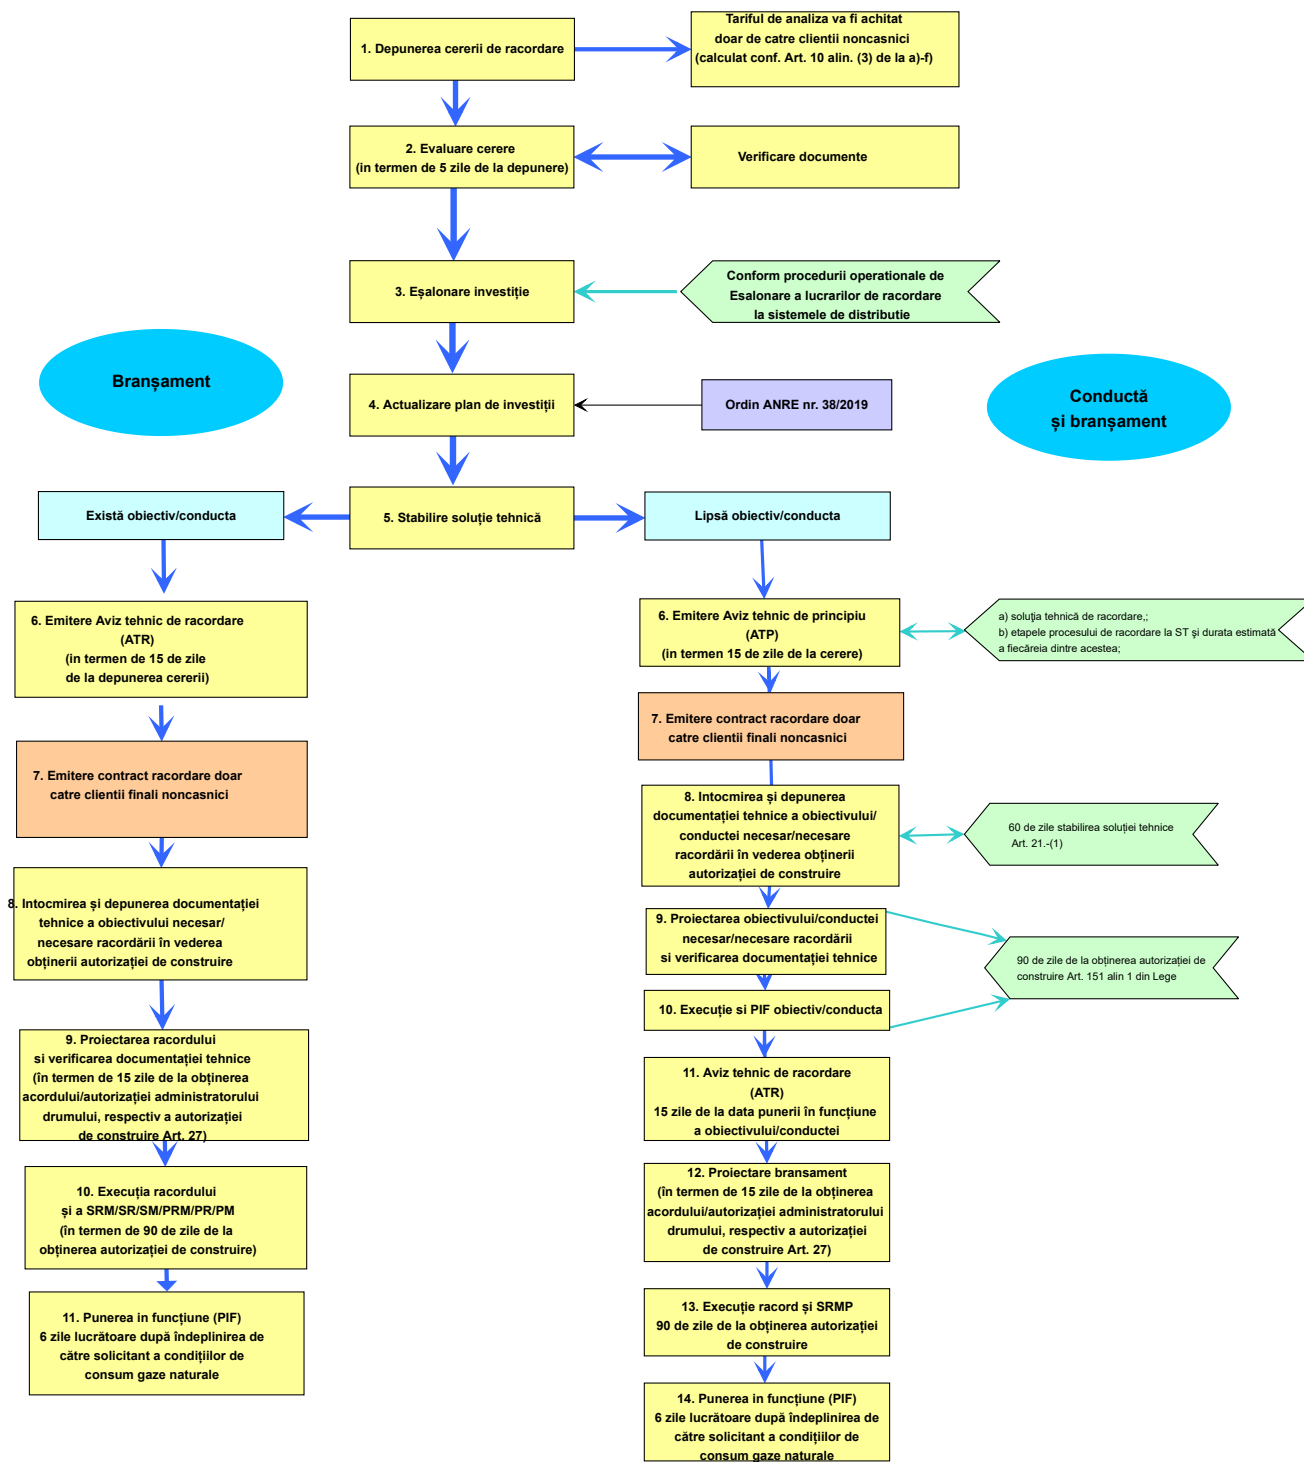 1. Depunerea cererii de racordare
Tariful de analiza va fi achitat
doar de catre clientii noncasnici
(calculat conf. Art. 10 alin. (3) de la a)-f)
2. Evaluare cerere
(in termen de 5 zile de la depunere)
Verificare documente
3. Eșalonare investiție
Conform procedurii operationale de
Esalonare a lucrarilor de racordare
la sistemele de distributie
Branșament
4. Actualizare plan de investiții
Ordin ANRE nr. 38/2019
Conductă
și branșament
Există obiectiv/conducta
5. Stabilire soluție tehnică
Lipsă obiectiv/conducta
6. Emitere Aviz tehnic de racordare
(ATR)
(in termen de 15 de zile
de la depunerea cererii)
7. Emitere contract racordare doar
catre clientii finali noncasnici
8. Intocmirea și depunerea documentației
tehnice a obiectivului necesar/
necesare racordării în vederea
obținerii autorizației de construire
9. Proiectarea racordului
si verificarea documentației tehnice
(în termen de 15 zile de la obținerea
acordului/autorizației administratorului
drumului, respectiv a autorizației
de construire Art. 27)
10. Execuția racordului
și a SRM/SR/SM/PRM/PR/PM
(în termen de 90 de zile de la
obținerea autorizației de construire)
11. Punerea in funcțiune (PIF)
6 zile lucrătoare după îndeplinirea de
către solicitant a condițiilor de
consum gaze naturale
6. Emitere Aviz tehnic de principiu
(ATP)
(in termen 15 de zile de la cerere)
a) soluţia tehnică de racordare,;
b) etapele procesului de racordare la ST şi durata estimată
a fiecăreia dintre acestea;
7. Emitere contract racordare doar
catre clientii finali noncasnici
8. Intocmirea și depunerea
documentației tehnice a obiectivului/
conductei necesar/necesare
racordării în vederea obținerii
autorizației de construire
60 de zile stabilirea soluției tehnice
Art. 21.-(1)
9. Proiectarea obiectivului/conductei
necesar/necesare racordării
si verificarea documentației tehnice
90 de zile de la obținerea autorizației de
construire Art. 151 alin 1 din Lege
10. Execuție si PIF obiectiv/conducta
11. Aviz tehnic de racordare
(ATR)
15 zile de la data punerii în funcțiune
a obiectivului/conductei
12. Proiectare bransament
(în termen de 15 zile de la obținerea
acordului/autorizației administratorului
drumului, respectiv a autorizației
de construire Art. 27)
13. Execuție racord și SRMP
90 de zile de la obținerea autorizației
de construire
14. Punerea in funcțiune (PIF)
6 zile lucrătoare după îndeplinirea de
către solicitant a condițiilor de
consum gaze naturale